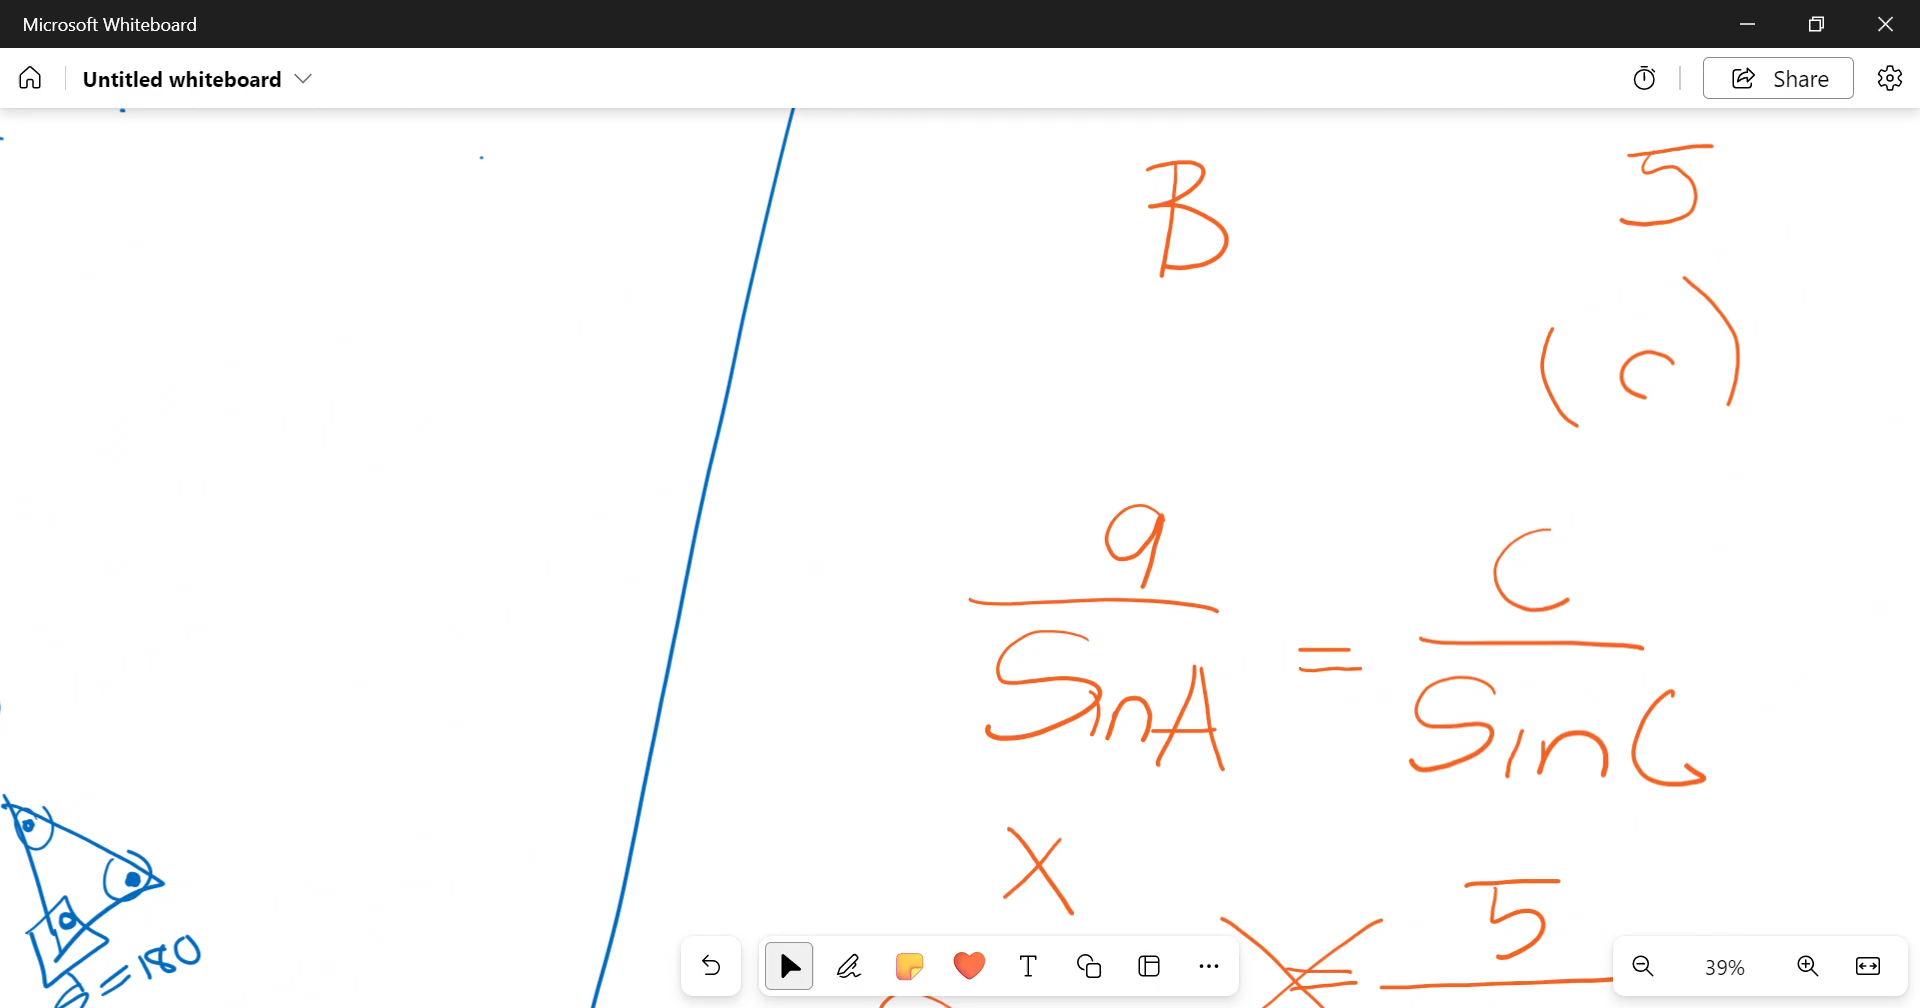 Microsoft Whiteboard
Untitled whiteboard
Share
B
5
(c)
a = c
SinA SinC
x = 5
=180
T
39%